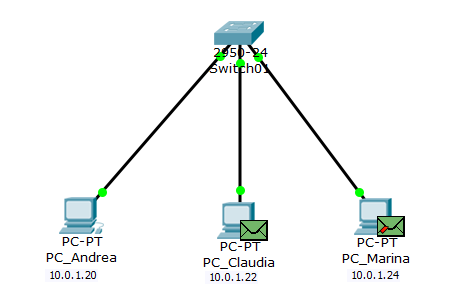 2950-24
Switch01
PC-PT
PC_Andrea
10.0.1.20
PC-PT
PC_Claudia
10.0.1.22
PC-PT
PC_Marina
10.0.1.24